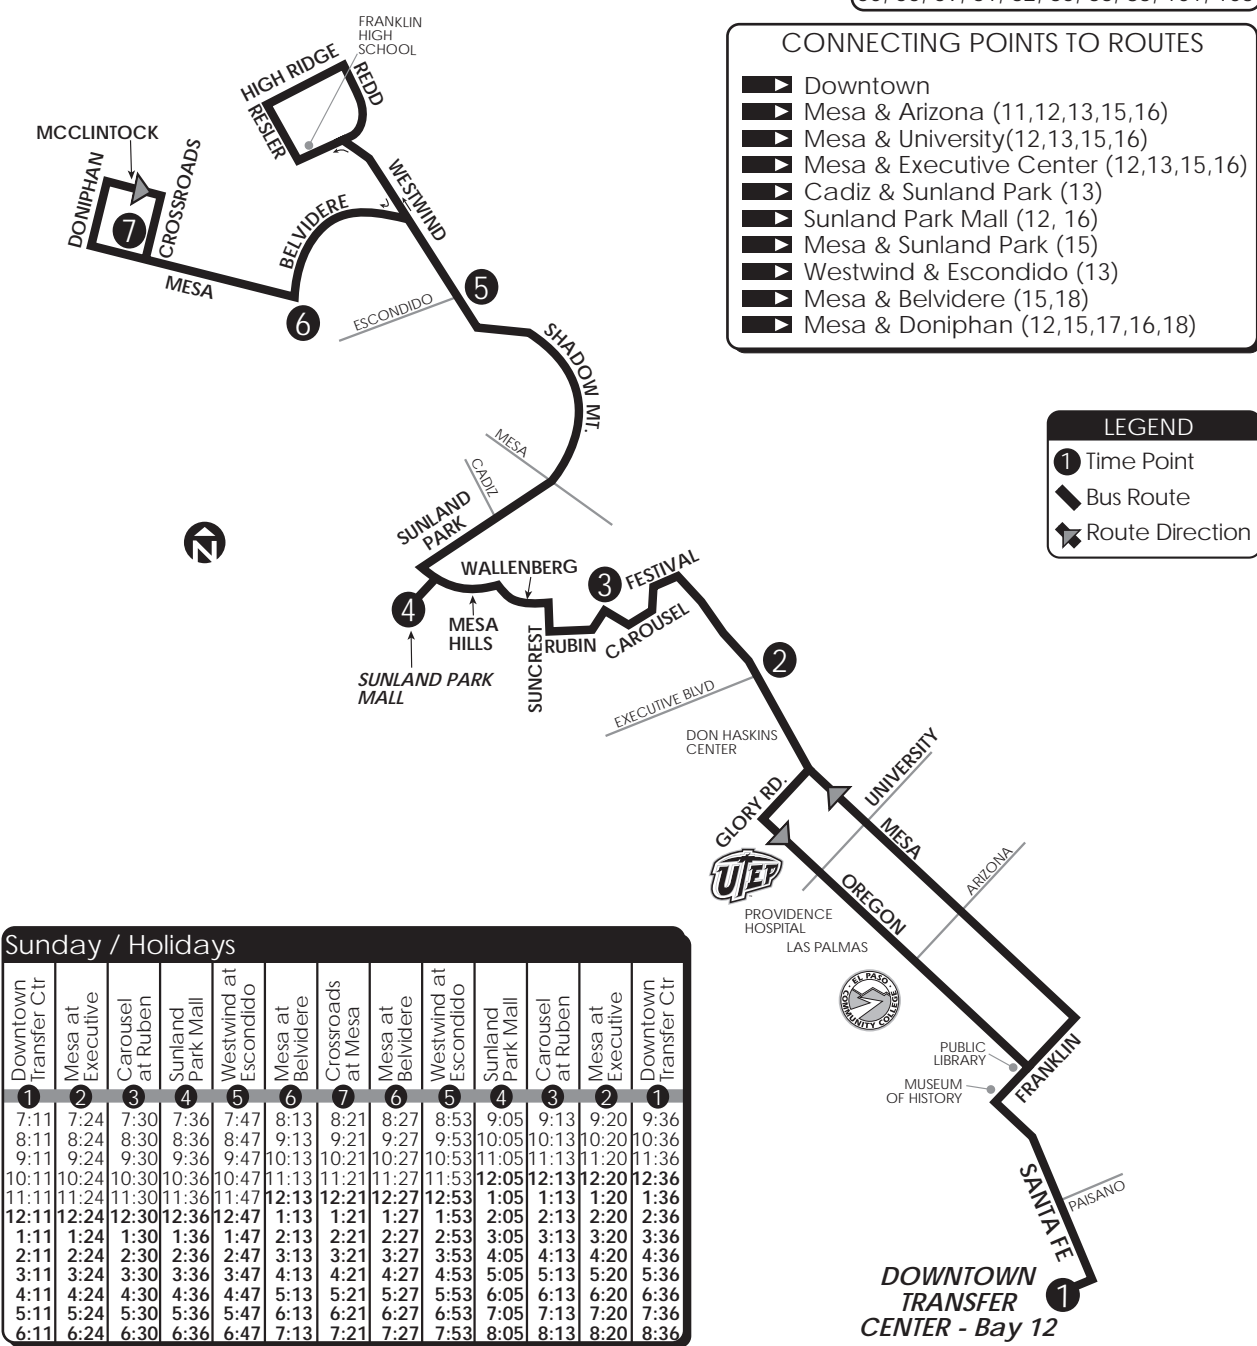 CONNECTING POINTS TO ROUTES
Downtown
Mesa & Arizona (11,12,13,15,16)
Mesa & University(12,13,15,16)
Mesa & Executive Center (12,13,15,16)
Cadiz & Sunland Park (13)
Sunland Park Mall (12, 16)
Mesa & Sunland Park (15)
Westwind & Escondido (13)
Mesa & Belvidere (15,18)
Mesa & Doniphan (12,15,17,16,18)
LEGEND
1 Time Point
Bus Route
Route Direction
FRANKLIN
HIGH
SCHOOL
HIGH RIDGE
REDD
RESLER
MCCLINTOCK
DONIPHAN
CROSSROADS
7
WESTWIND
BELVIDERE
MESA
6
5
ESCONDIDO
SHADOW MT.
MESA
CADIZ
SUNLAND
PARK
N
WALLENBERG
3
FESTIVAL
4
MESA
HILLS
SUNCREST
RUBIN
CAROUSEL
SUNLAND PARK
MALL
2
EXECUTIVE BLVD
DON HASKINS
CENTER
UNIVERSITY
GLORY RD.
MESA
UTEP
ARIZONA
OREGON
PROVIDENCE
HOSPITAL
LAS PALMAS
EL PASO
COMMUNITY COLLEGE
PUBLIC
LIBRARY
FRANKLIN
MUSEUM
OF HISTORY
SANTA FE
PAISANO
DOWNTOWN
TRANSFER
CENTER - Bay 12
1
Sunday / Holidays
Downtown
Transfer Ctr
Mesa at
Executive
Carousel
at Ruben
Sunland
Park Mall
Westwind at
Escondido
Mesa at
Belvidere
Crossroads
at Mesa
Mesa at
Belvidere
Westwind at
Escondido
Sunland
Park Mall
Carousel
at Ruben
Mesa at
Executive
Downtown
Transfer Ctr
1 2 3 4 5 6 7 6 5 4 3 2 1
7:11 7:24 7:30 7:36 7:47 8:13 8:21 8:27 8:53 9:05 9:13 9:20 9:36
8:11 8:24 8:30 8:36 8:47 9:13 9:21 9:27 9:53 10:05 10:13 10:20 10:36
9:11 9:24 9:30 9:36 9:47 10:13 10:21 10:27 10:53 11:05 11:13 11:20 11:36
10:11 10:24 10:30 10:36 10:47 11:13 11:21 11:27 11:53 12:05 12:13 12:20 12:36
11:11 11:24 11:30 11:36 11:47 12:13 12:21 12:27 12:53 1:05 1:13 1:20 1:36
12:11 12:24 12:30 12:36 12:47 1:13 1:21 1:27 1:53 2:05 2:13 2:20 2:36
1:11 1:24 1:30 1:36 1:47 2:13 2:21 2:27 2:53 3:05 3:13 3:20 3:36
2:11 2:24 2:30 2:36 2:47 3:13 3:21 3:27 3:53 4:05 4:13 4:20 4:36
3:11 3:24 3:30 3:36 3:47 4:13 4:21 4:27 4:53 5:05 5:13 5:20 5:36
4:11 4:24 4:30 4:36 4:47 5:13 5:21 5:27 5:53 6:05 6:13 6:20 6:36
5:11 5:24 5:30 5:36 5:47 6:13 6:21 6:27 6:53 7:05 7:13 7:20 7:36
6:11 6:24 6:30 6:36 6:47 7:13 7:21 7:27 7:53 8:05 8:13 8:20 8:36